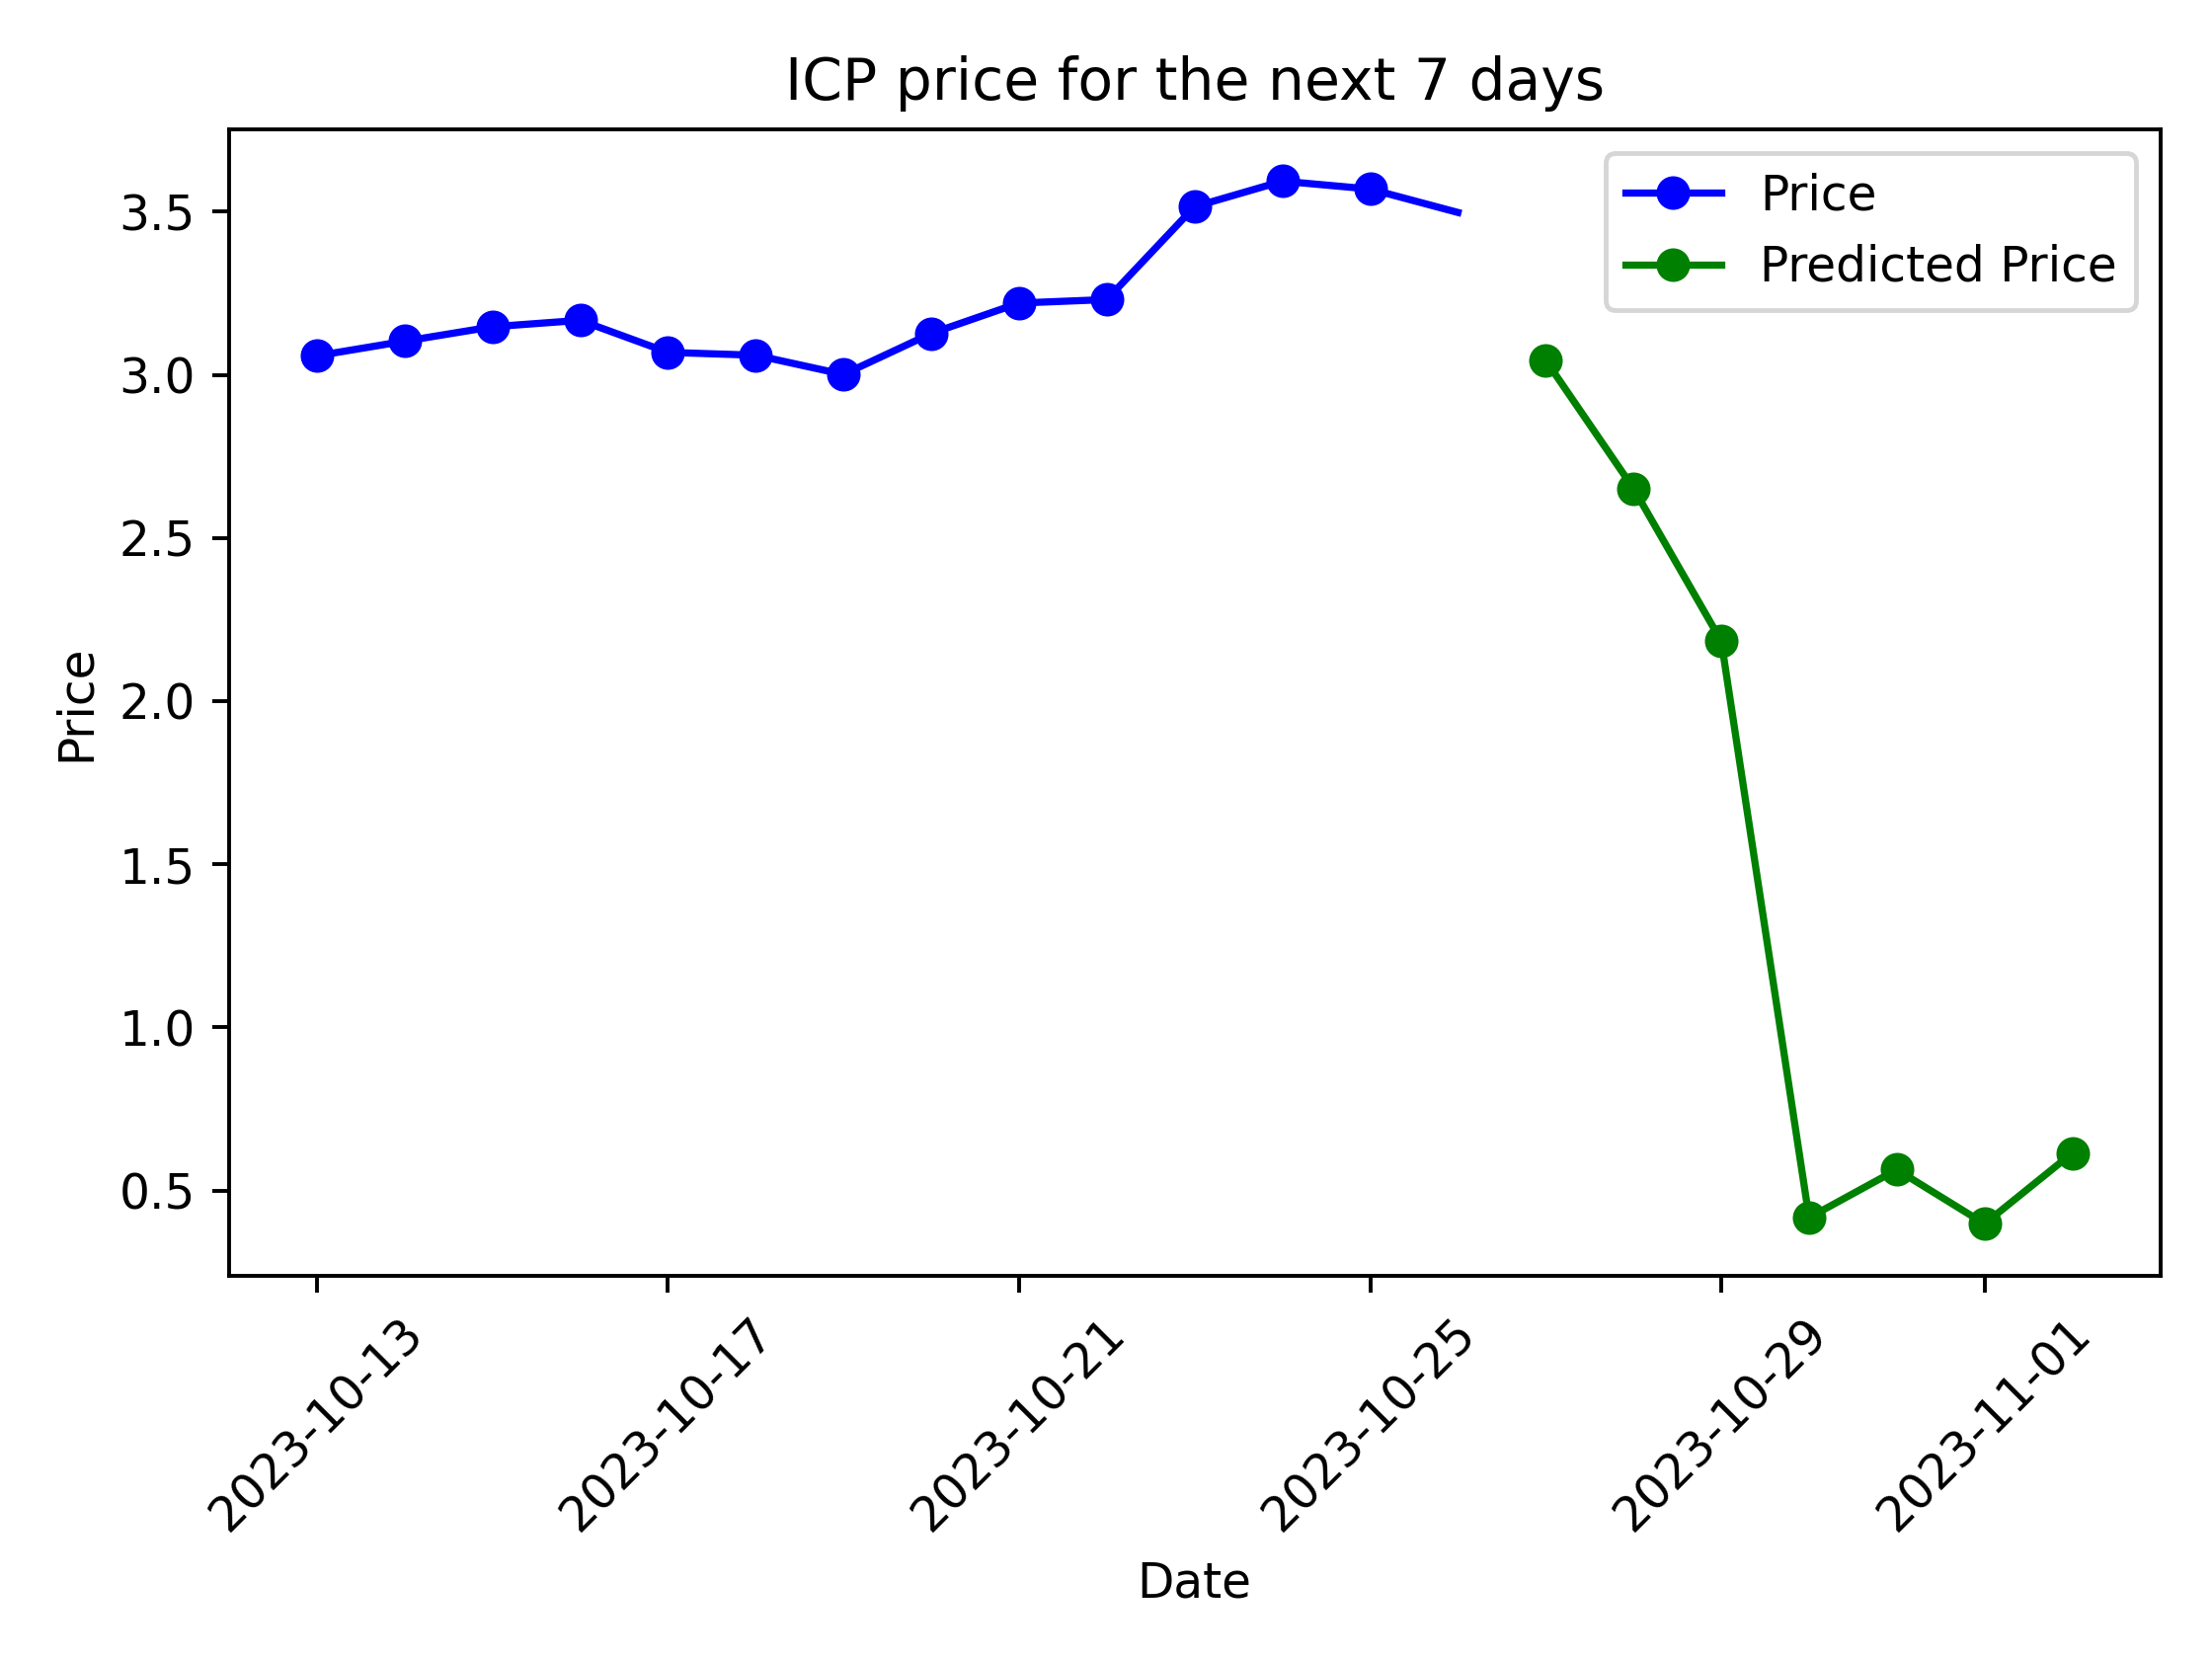 ICP price for the next 7 days
Price
Predicted Price
3.5
3.0
2.5
2.0
1.5
1.0
0.5
Price
2023-10-13
2023-10-17
2023-10-21
2023-10-25
2023-10-29
2023-11-01
Date